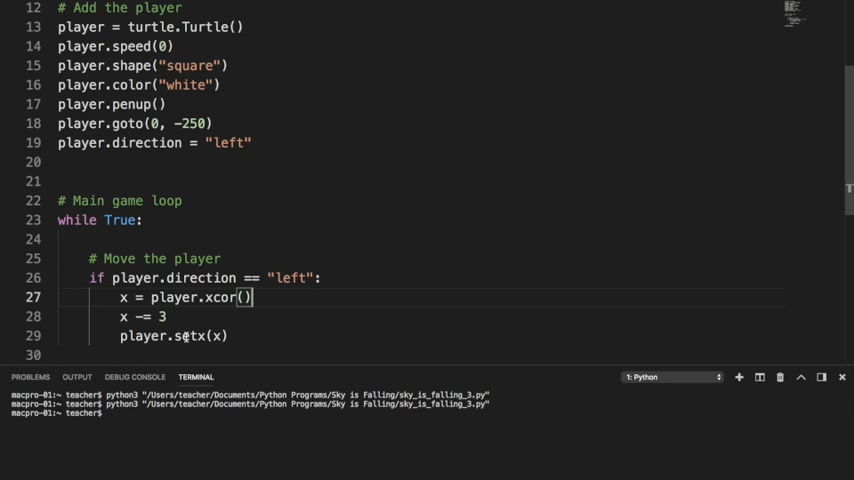 12 # Add the player
13 player = turtle.Turtle()
14 player.speed(0)
15 player.shape("square")
16 player.color("white")
17 player.penup()
18 player.goto(0, -250)
19 player.direction = "left"
20
21
22 # Main game loop
23 while True:
24
25 # Move the player
26 if player.direction == "left":
27 x = player.xcor()
28 x -= 3
29 player.setx(x)
30
PROBLEMS OUTPUT DEBUG CONSOLE TERMINAL 1: Python
macpro-01:~ teacher$ python3 "/Users/teacher/Documents/Python Programs/Sky is Falling/sky_is_falling_3.py"
macpro-01:~ teacher$ python3 "/Users/teacher/Documents/Python Programs/Sky is Falling/sky_is_falling_3.py"
macpro-01:~ teacher$